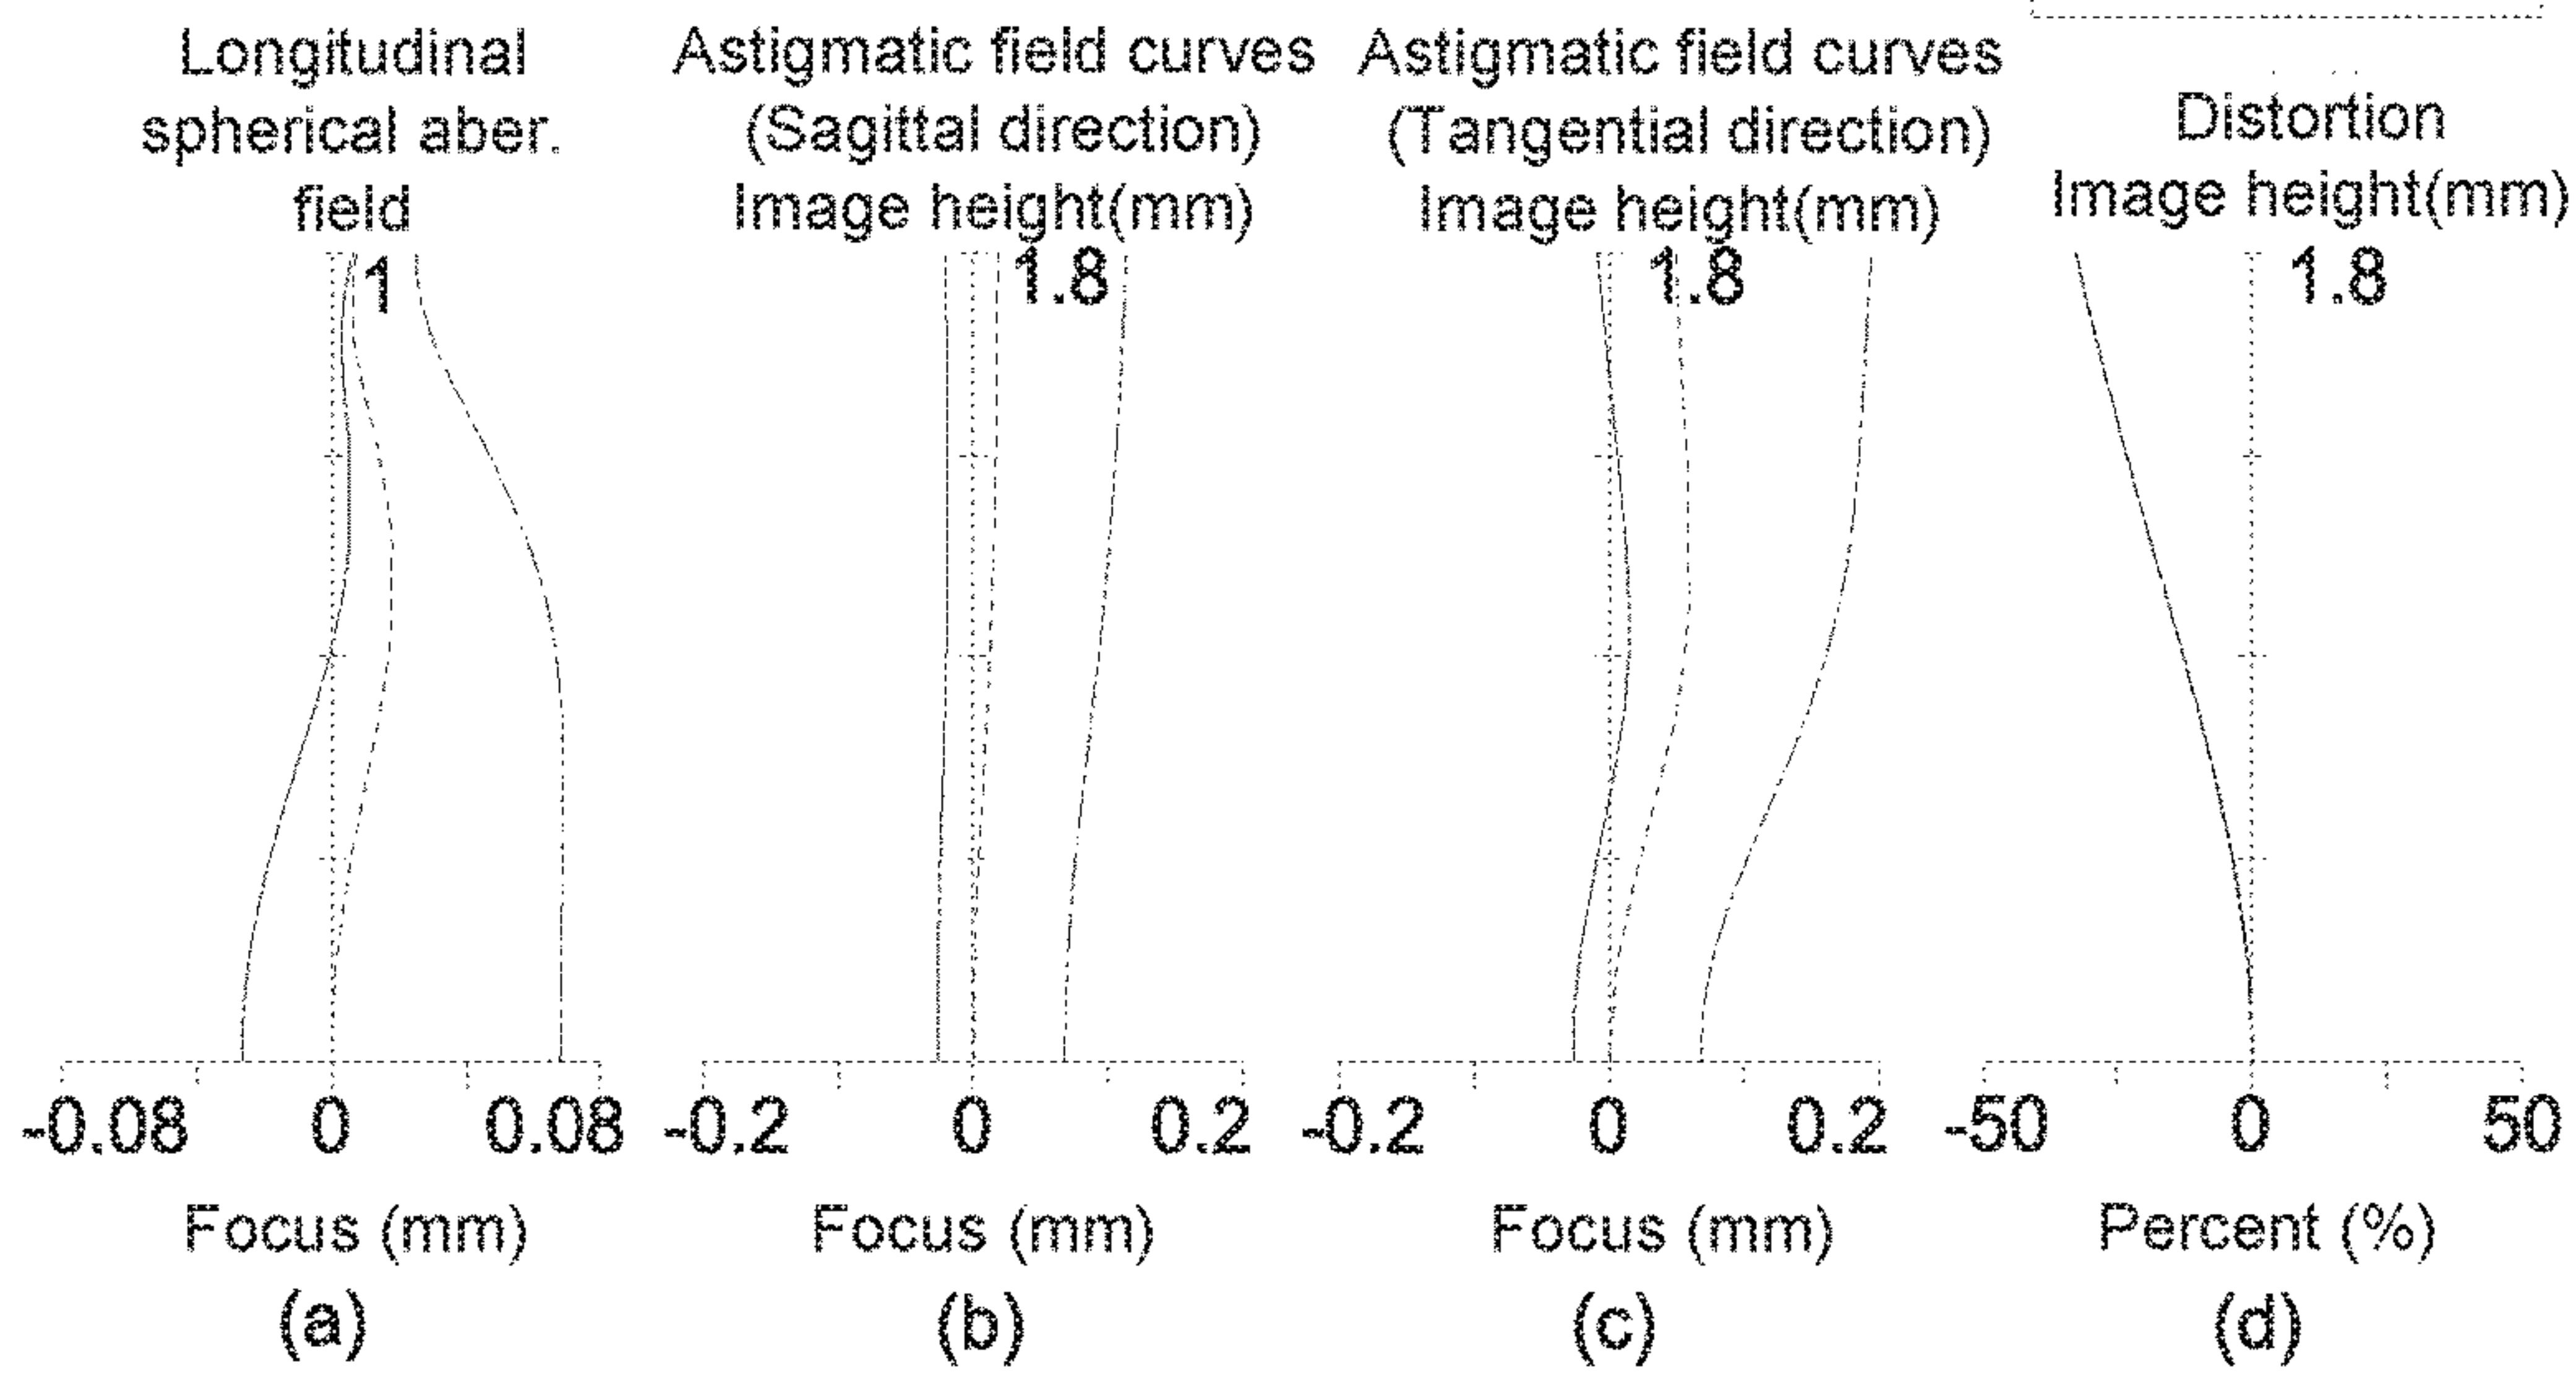 Longitudinal
spherical aber.
field
1
-0.08 0 0.08
Focus (mm)
(a)
Astigmatic field curves
(Sagittal direction)
Image height(mm)
1.8
-0.2 0 0.2
Focus (mm)
(b)
Astigmatic field curves
(Tangential direction)
Image height(mm)
1.8
-0.2 0 0.2
Focus (mm)
(c)
Distortion
Image height(mm)
1.8
-50 0 50
Percent (%)
(d)